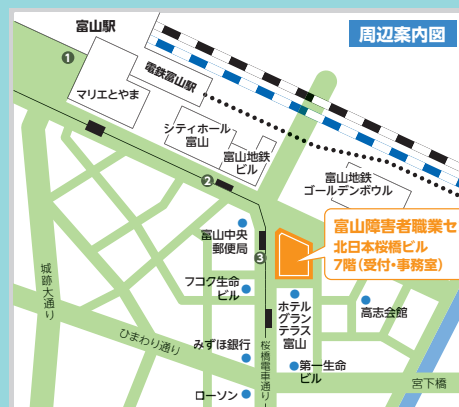 富山駅
周辺案内図
❶
電鉄富山駅
マリエとやま
シティホール
富山
富山地鉄
ビル
富山地鉄
ゴールデンボウル
❷
富山中央
郵便局
❸
富山障害者職業セ
北日本桜橋ビル
7階(受付・事務室)
城跡大通り
フコク生命
ビル
ホテル
グラン
テラス
富山
高志会館
ひまわり通り
みずほ銀行
桜橋電車通り
第一生命
ビル
宮下橋
ローソン